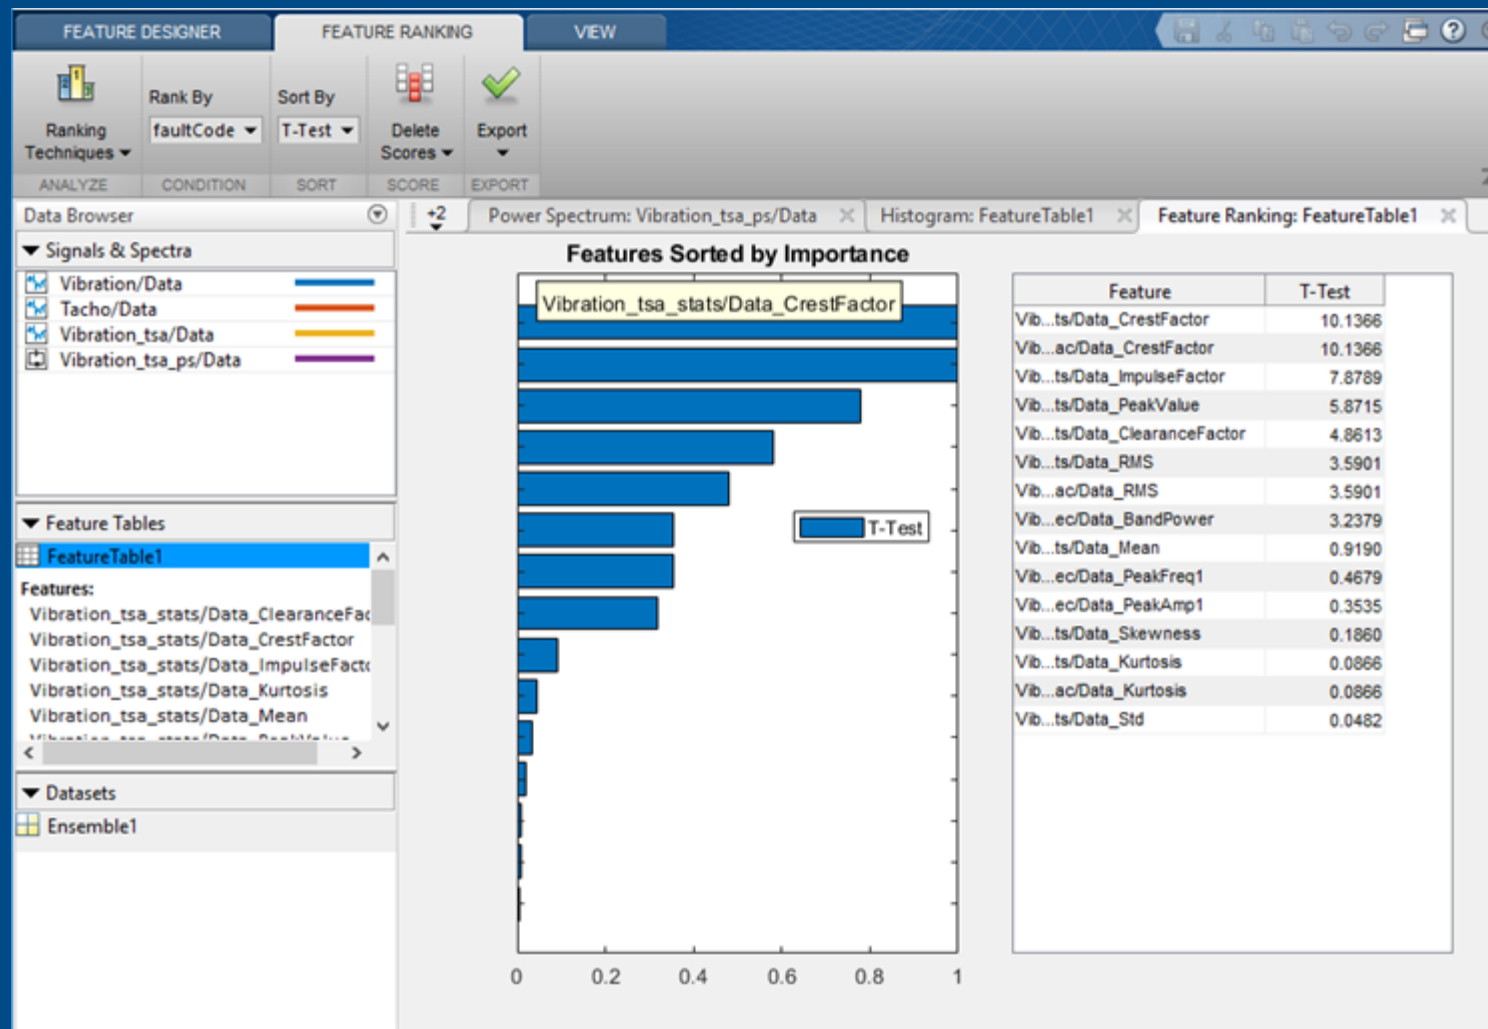 FEATURE DESIGNER
FEATURE RANKING
VIEW
Ranking
Techniques
Rank By
faultCode
Sort By
T-Test
Delete
Scores
Export
ANALYZE
CONDITION
SORT
SCORE
EXPORT
Data Browser
Signals & Spectra
Vibration/Data
Tacho/Data
Vibration_tsa/Data
Vibration_tsa_ps/Data
Feature Tables
FeatureTable1
Features:
Vibration_tsa_stats/Data_ClearanceFac
Vibration_tsa_stats/Data_CrestFactor
Vibration_tsa_stats/Data_ImpulseFacto
Vibration_tsa_stats/Data_Kurtosis
Vibration_tsa_stats/Data_Mean
Datasets
Ensemble1
+2
Power Spectrum: Vibration_tsa_ps/Data
Histogram: FeatureTable1
Feature Ranking: FeatureTable1
Features Sorted by Importance
Vibration_tsa_stats/Data_CrestFactor
T-Test
0 0.2 0.4 0.6 0.8 1
Feature T-Test
Vib...ts/Data_CrestFactor 10.1366
Vib...ac/Data_CrestFactor 10.1366
Vib...ts/Data_ImpulseFactor 7.8789
Vib...ts/Data_PeakValue 5.8715
Vib...ts/Data_ClearanceFactor 4.8613
Vib...ts/Data_RMS 3.5901
Vib...ac/Data_RMS 3.5901
Vib...ec/Data_BandPower 3.2379
Vib...ts/Data_Mean 0.9190
Vib...ec/Data_PeakFreq1 0.4679
Vib...ec/Data_PeakAmp1 0.3535
Vib...ts/Data_Skewness 0.1860
Vib...ts/Data_Kurtosis 0.0866
Vib...ac/Data_Kurtosis 0.0866
Vib...ts/Data_Std 0.0482